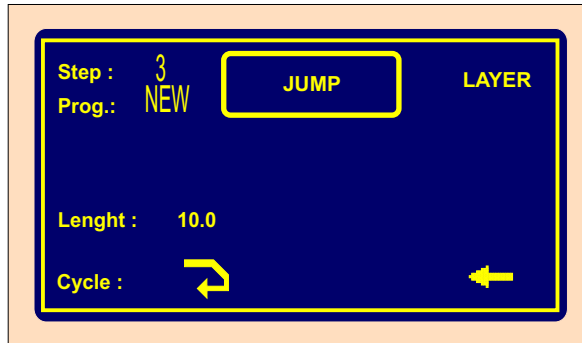 Step : 3 JUMP LAYER
Prog.: NEW
Lenght : 10.0
Cycle :